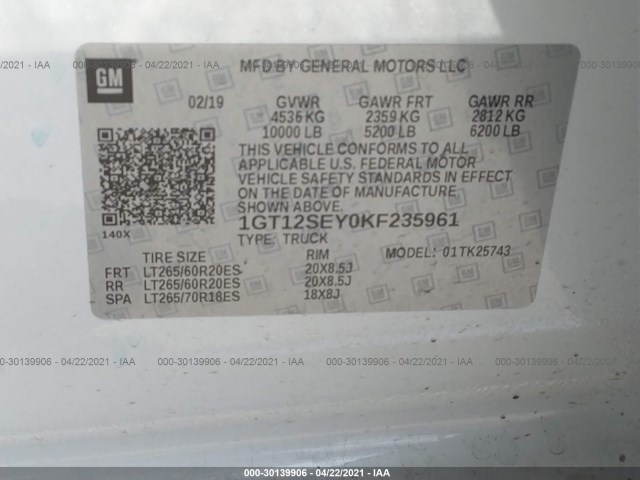 000-30139906 - 04/22/2021 - IAA
GM
MFD BY GENERAL MOTORS LLC
02/19 GVWR GAWR FRT GAWR RR
4536 KG 2359 KG 2812 KG
10000 LB 5200 LB 6200 LB
THIS VEHICLE CONFORMS TO ALL
APPLICABLE U.S. FEDERAL MOTOR
VEHICLE SAFETY STANDARDS IN EFFECT
ON THE DATE OF MANUFACTURE
SHOWN ABOVE.
140X 1GT12SEY0KF235961
TYPE: TRUCK MODEL: 01TK25743
TIRE SIZE RIM
FRT LT265/60R20ES 20X8.5J
RR LT265/60R20ES 20X8.5J
SPA LT265/70R18ES 18X8J
000-30139906 - 04/22/2021 - IAA
000-30139906 - 04/22/2021 - IAA